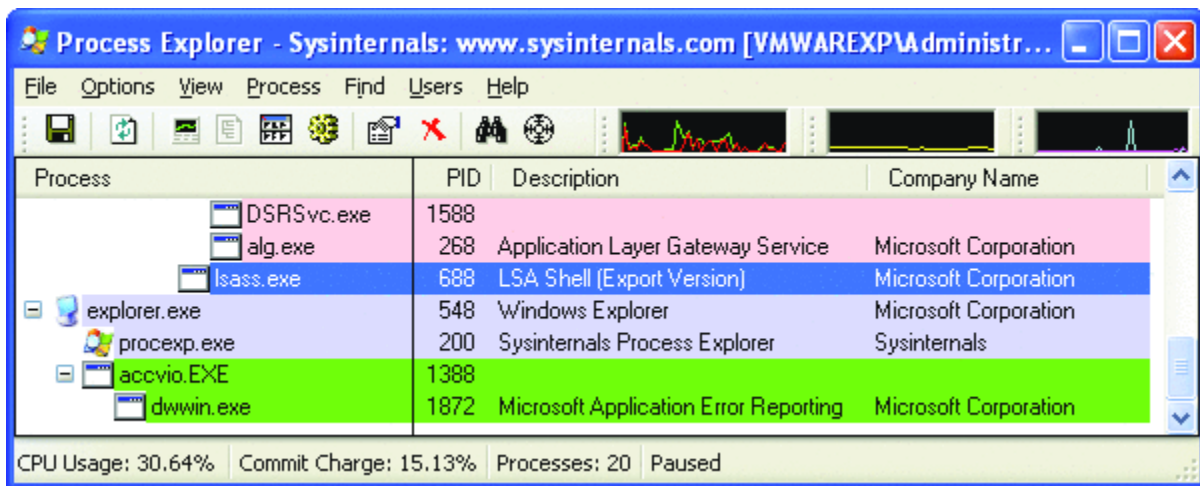 Process Explorer - Sysinternals: www.sysinternals.com [VMWAREXP\Administr...
File Options View Process Find Users Help
Process PID Description Company Name
DSRSvc.exe 1588
alg.exe 268 Application Layer Gateway Service Microsoft Corporation
lsass.exe 688 LSA Shell (Export Version) Microsoft Corporation
explorer.exe 548 Windows Explorer Microsoft Corporation
procexp.exe 200 Sysinternals Process Explorer Sysinternals
accvio.EXE 1388
dwwin.exe 1872 Microsoft Application Error Reporting Microsoft Corporation
CPU Usage: 30.64% Commit Charge: 15.13% Processes: 20 Paused